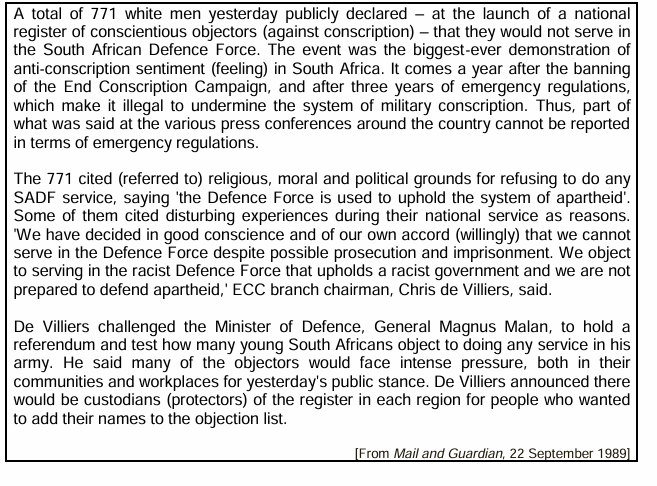 A total of 771 white men yesterday publicly declared – at the launch of a national
register of conscientious objectors (against conscription) – that they would not serve in
the South African Defence Force. The event was the biggest-ever demonstration of
anti-conscription sentiment (feeling) in South Africa. It comes a year after the banning
of the End Conscription Campaign, and after three years of emergency regulations,
which make it illegal to undermine the system of military conscription. Thus, part of
what was said at the various press conferences around the country cannot be reported
in terms of emergency regulations.

The 771 cited (referred to) religious, moral and political grounds for refusing to do any
SADF service, saying 'the Defence Force is used to uphold the system of apartheid'.
Some of them cited disturbing experiences during their national service as reasons.
'We have decided in good conscience and of our own accord (willingly) that we cannot
serve in the Defence Force despite possible prosecution and imprisonment. We object
to serving in the racist Defence Force that upholds a racist government and we are not
prepared to defend apartheid,' ECC branch chairman, Chris de Villiers, said.

De Villiers challenged the Minister of Defence, General Magnus Malan, to hold a
referendum and test how many young South Africans object to doing any service in his
army. He said many of the objectors would face intense pressure, both in their
communities and workplaces for yesterday's public stance. De Villiers announced there
would be custodians (protectors) of the register in each region for people who wanted
to add their names to the objection list.

[From Mail and Guardian, 22 September 1989]